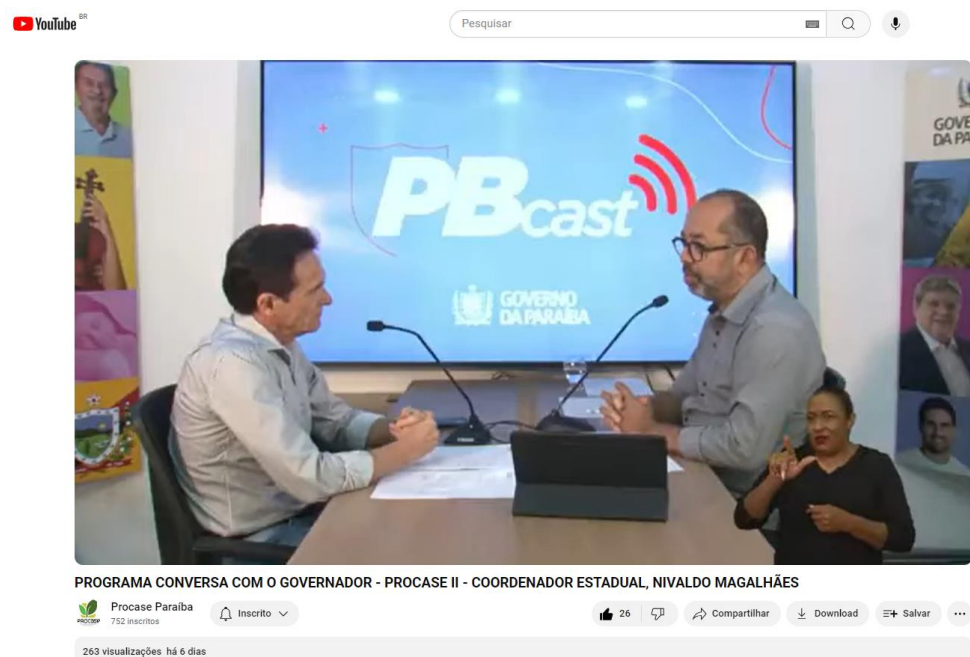 YouTube BR
Pesquisar
PBcast
GOVERNO
DA PARAÍBA
GOVE
DA PA
PROGRAMA CONVERSA COM O GOVERNADOR - PROCASE II - COORDENADOR ESTADUAL, NIVALDO MAGALHÃES
PROCASE
Procase Paraíba
752 inscritos
Inscrito
26
Compartilhar
Download
Salvar
263 visualizações há 6 dias